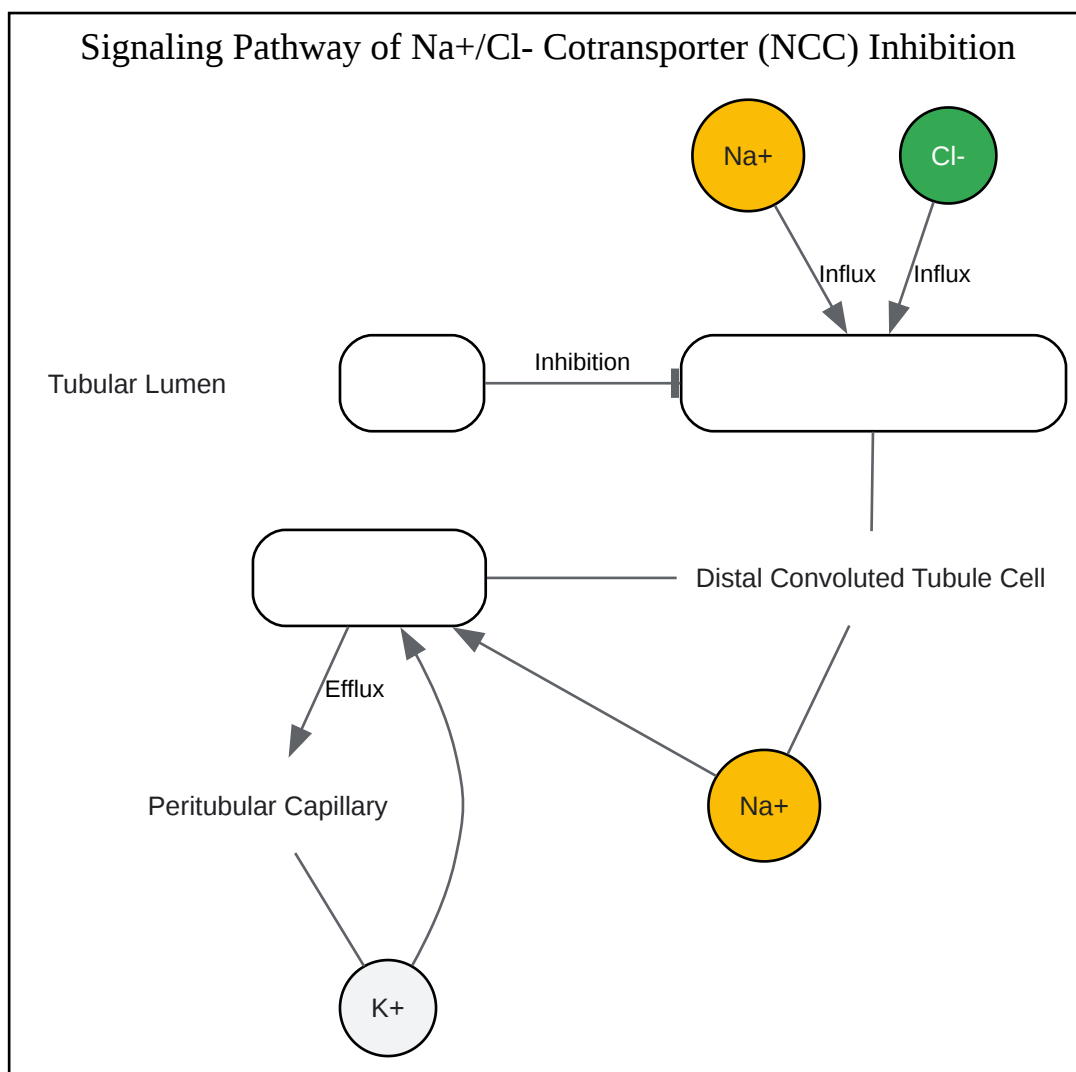 Signaling Pathway of Na+/Cl- Cotransporter (NCC) Inhibition
Na+
Cl-
Influx
Influx
Inhibition
Tubular Lumen
Distal Convoluted Tubule Cell
Efflux
Peritubular Capillary
Na+
K+